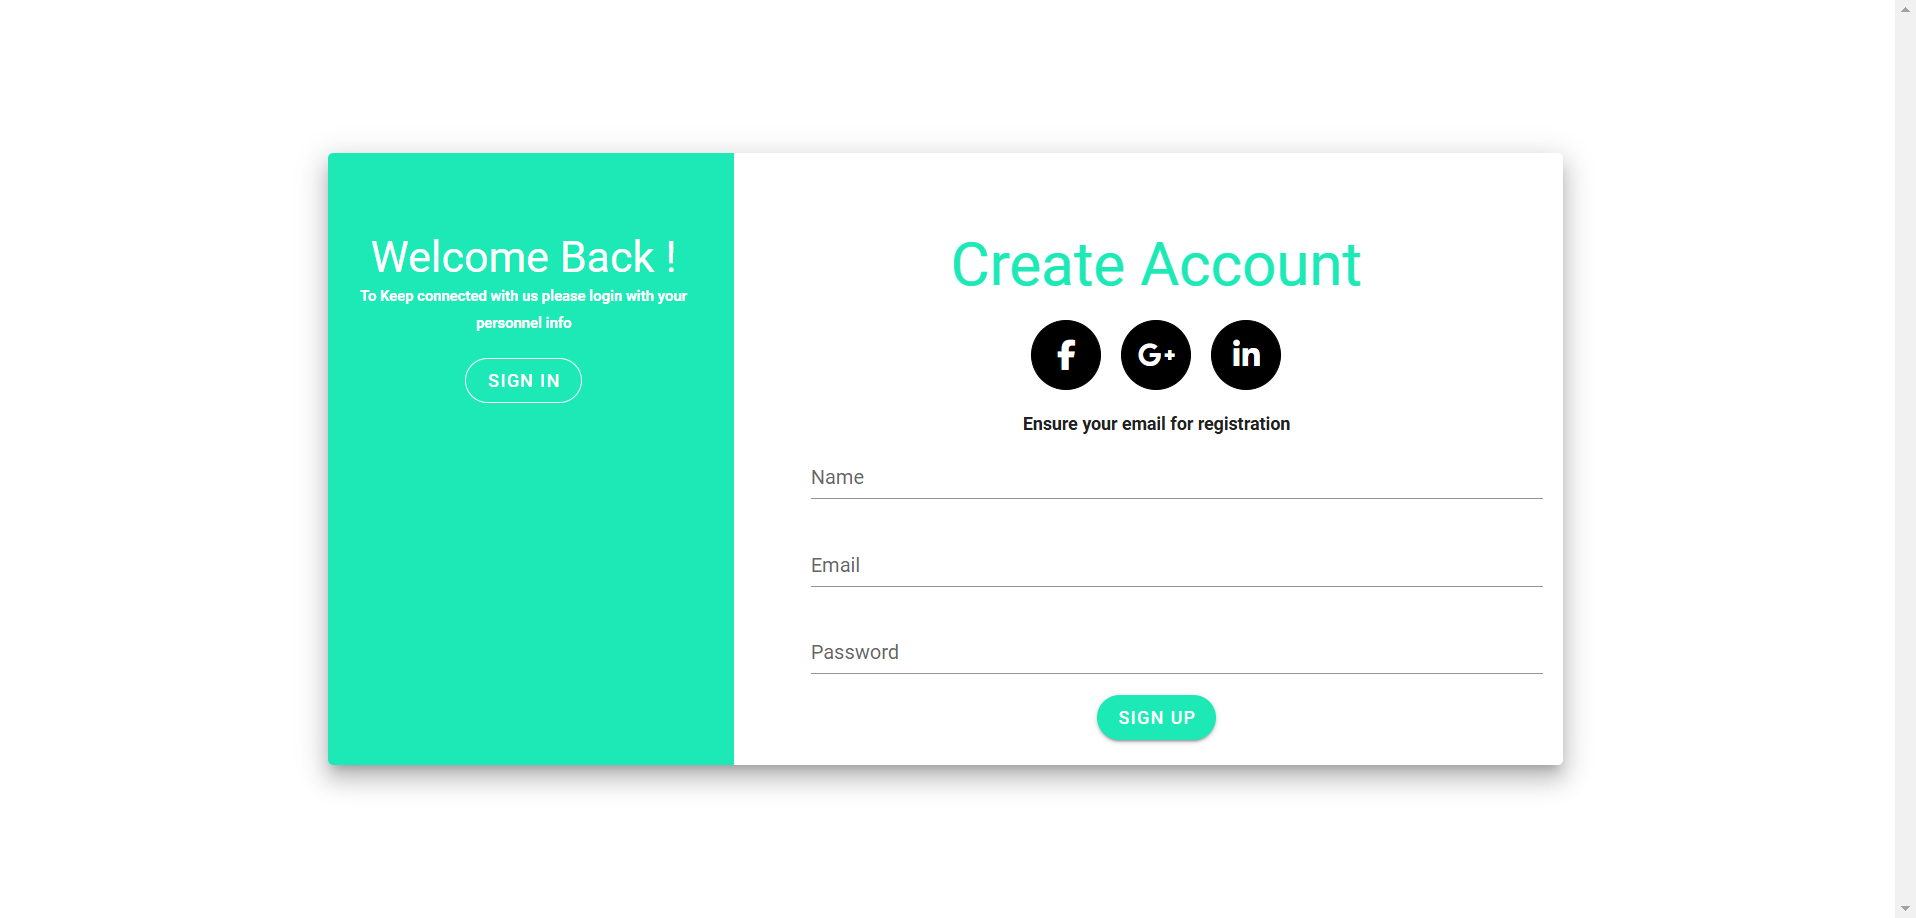 Welcome Back !
To Keep connected with us please login with your
personnel info
SIGN IN
Create Account
f G+ in
Ensure your email for registration
Name
Email
Password
SIGN UP